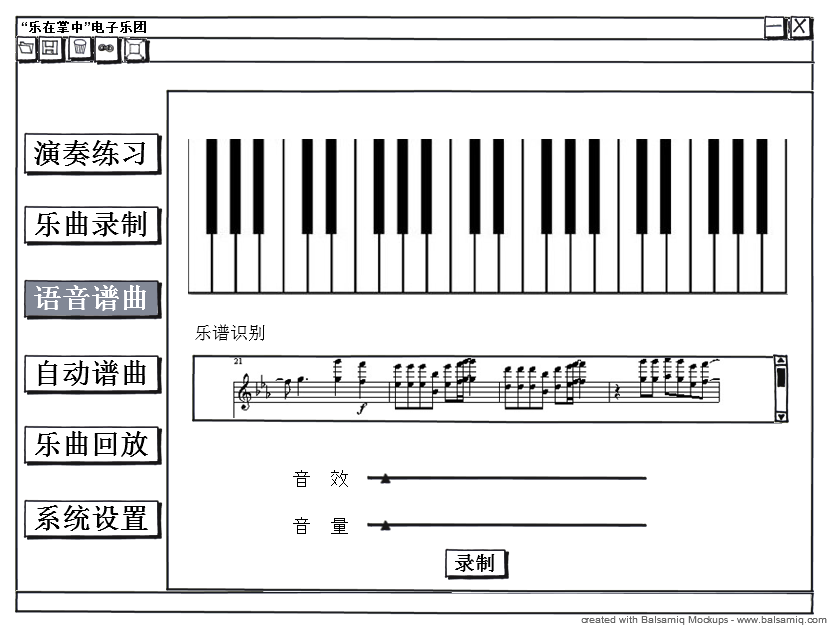 “乐在掌中”电子乐团
演奏练习
乐曲录制
语音谱曲
自动谱曲
乐曲回放
系统设置
乐谱识别
21
f
音 效
音 量
录制
created with Balsamiq Mockups - www.balsamiq.com